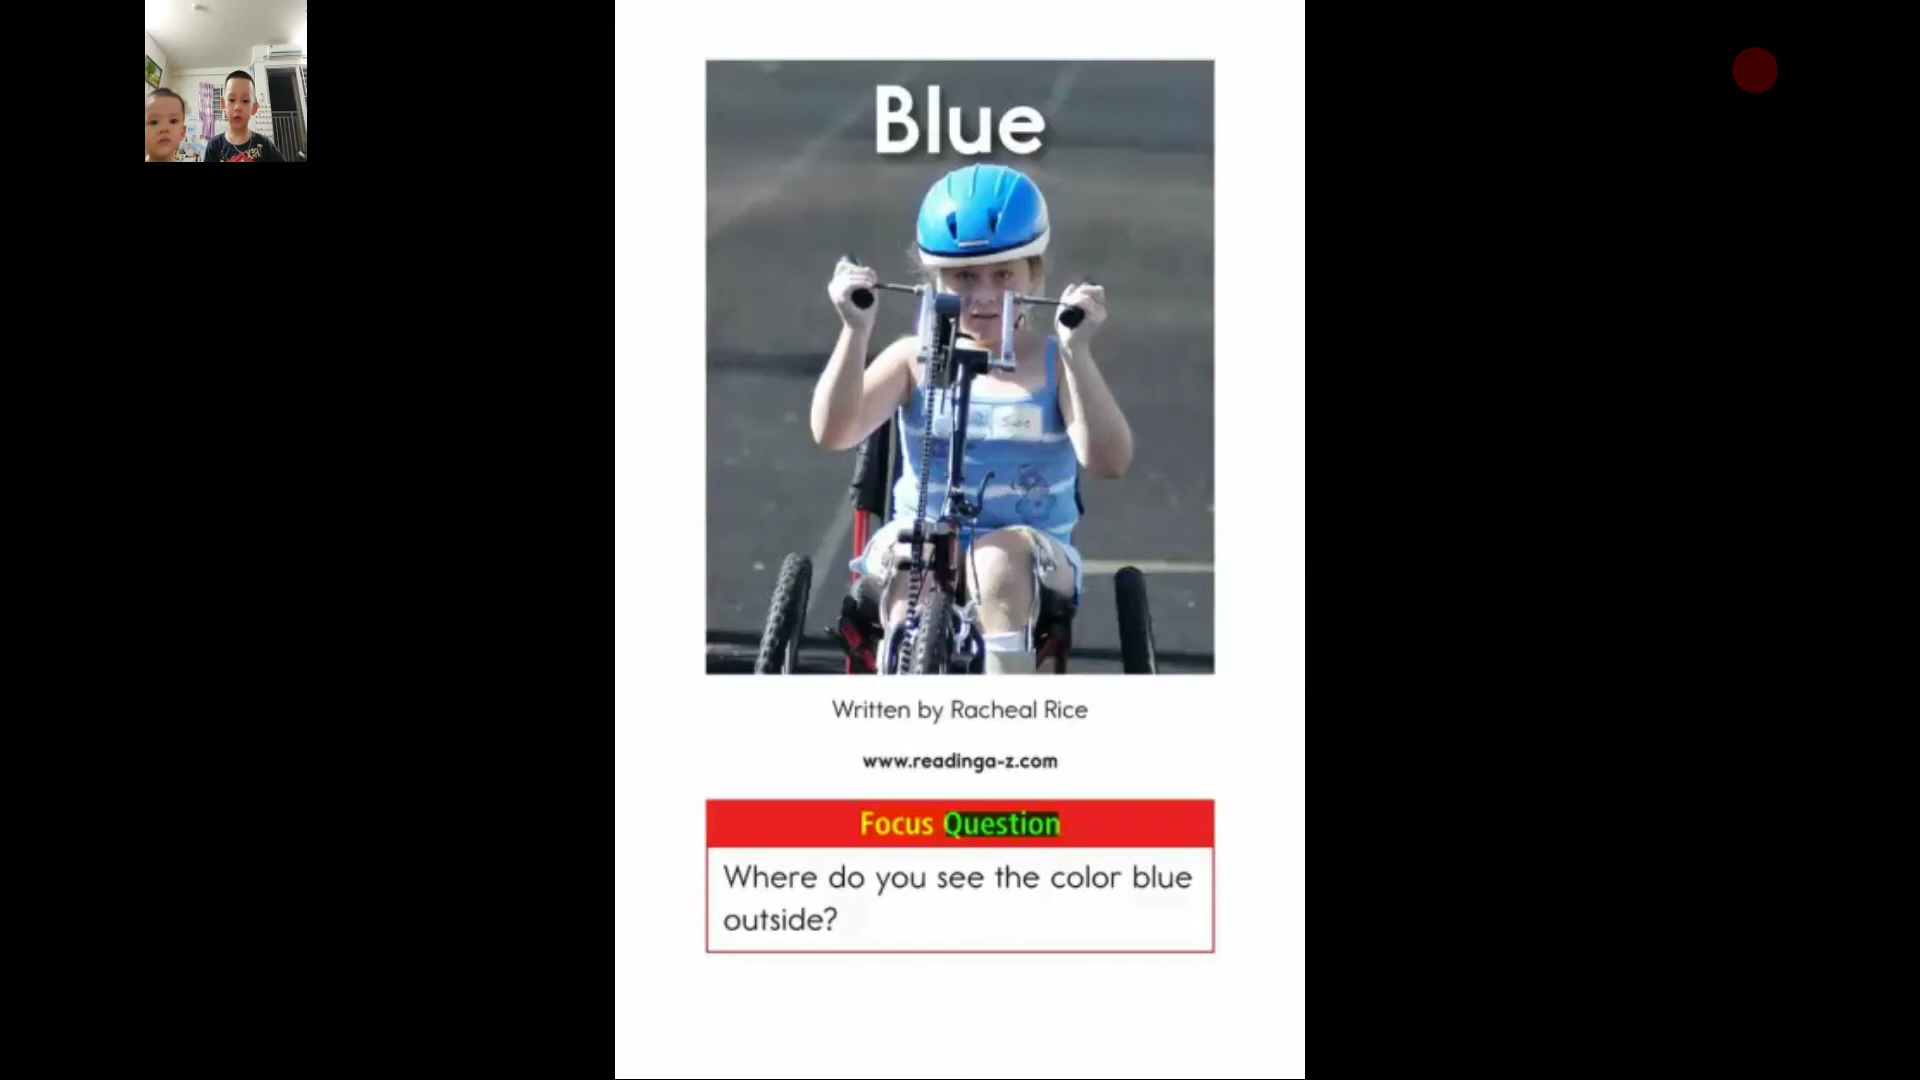 Blue
Written by Racheal Rice
www.readinga-z.com
Focus Question
Where do you see the color blue
outside?